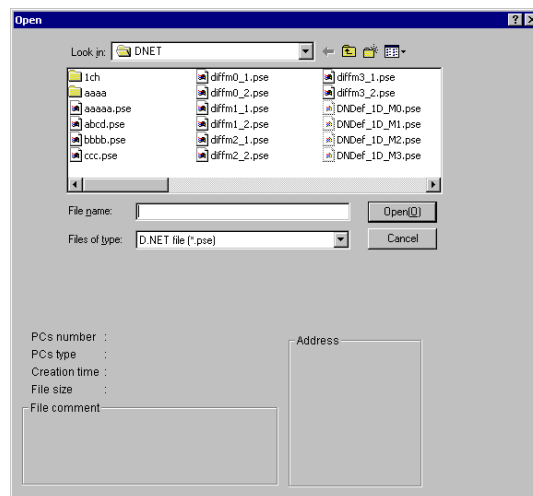 Open
Look in: DNET
1ch diffm0_1.pse diffm3_1.pse
aaaa diffm0_2.pse diffm3_2.pse
aaaaa.pse diffm1_1.pse DNDef_1D_M0.pse
abcd.pse diffm1_2.pse DNDef_1D_M1.pse
bbbb.pse diffm2_1.pse DNDef_1D_M2.pse
ccc.pse diffm2_2.pse DNDef_1D_M3.pse
File name: Open(O)
Files of type: D.NET file (*.pse) Cancel
PCs number :
PCs type :
Creation time :
File size :
File comment
Address